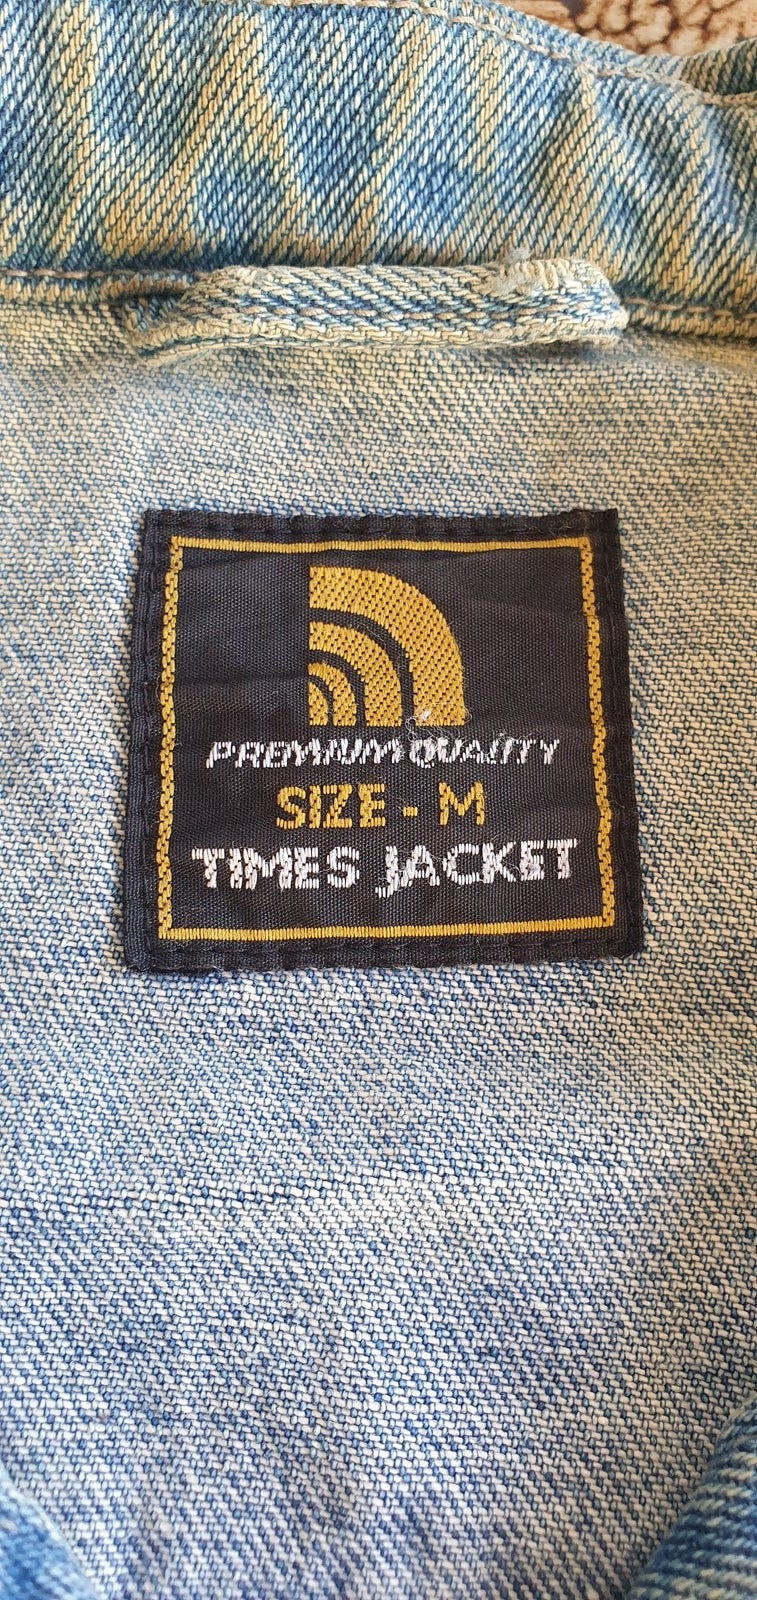 PREMIUM QUALITY
SIZE - M
TIMES JACKET